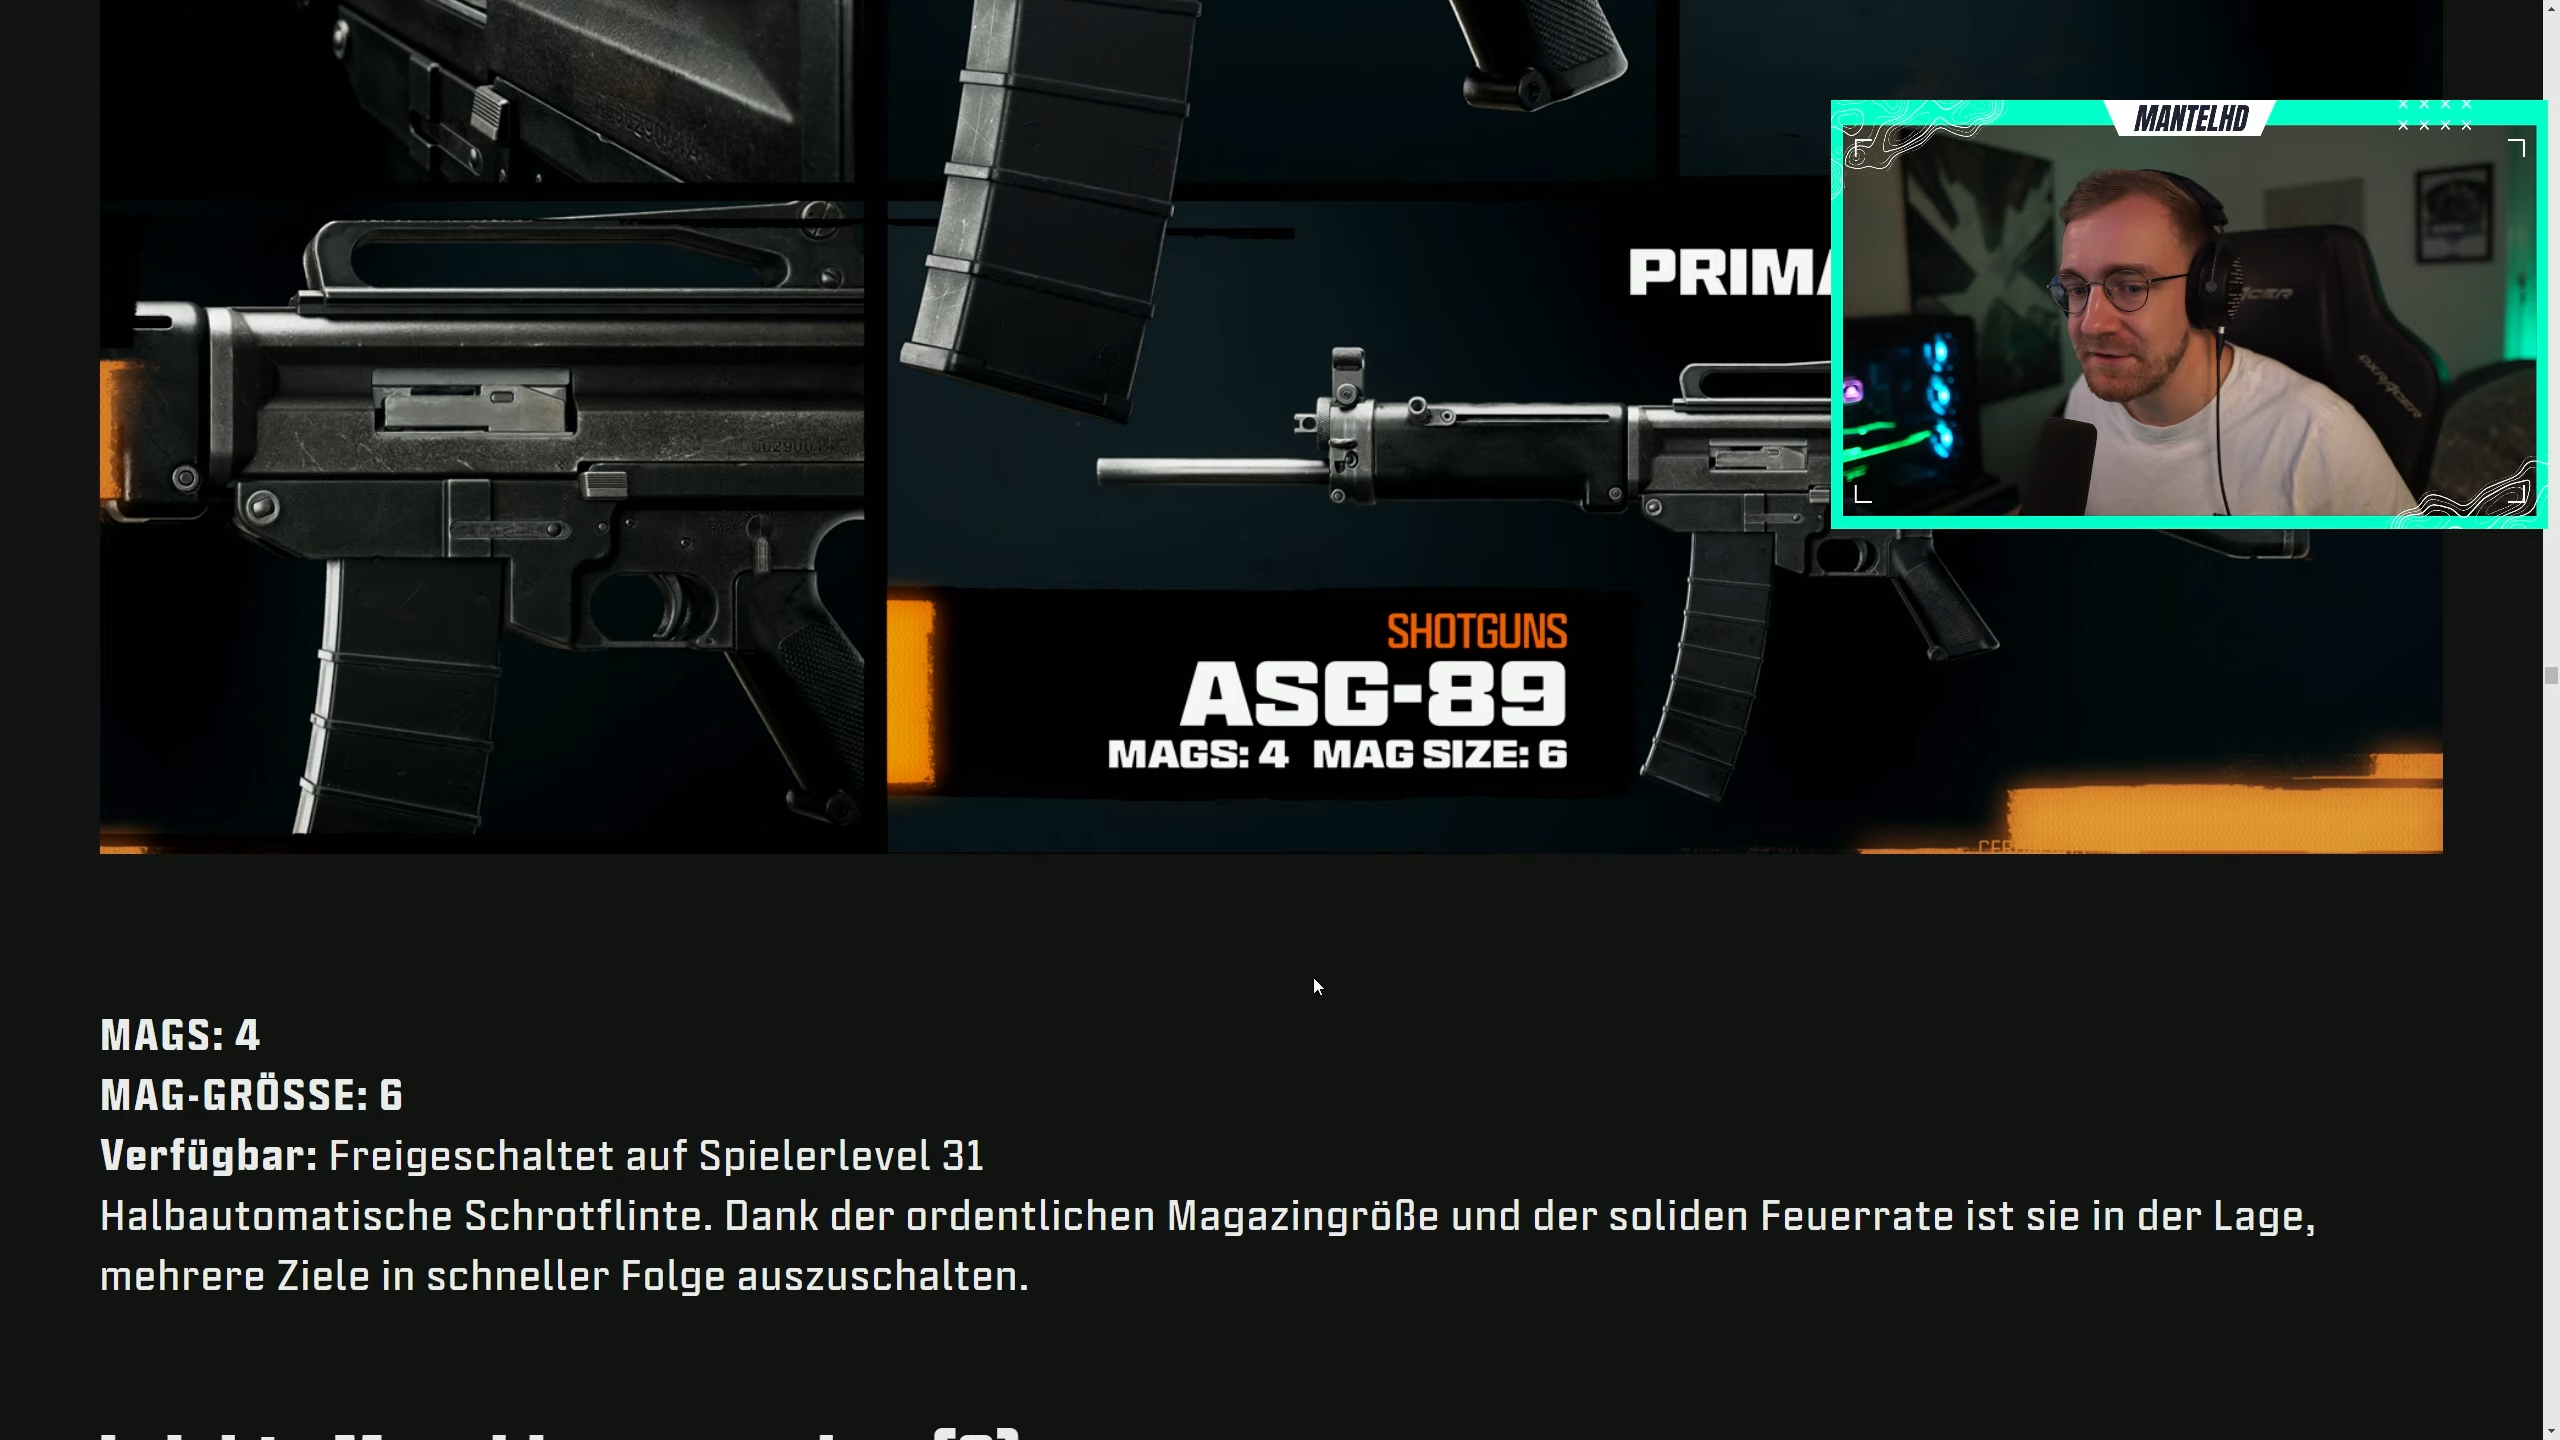 MANTELHD
PRIMA
SHOTGUNS
ASG-89
MAGS: 4 MAG SIZE: 6
MAGS: 4
MAG-GRÖSSE: 6
Verfügbar: Freigeschaltet auf Spielerlevel 31
Halbautomatische Schrotflinte. Dank der ordentlichen Magazingröße und der soliden Feuerrate ist sie in der Lage,
mehrere Ziele in schneller Folge auszuschalten.